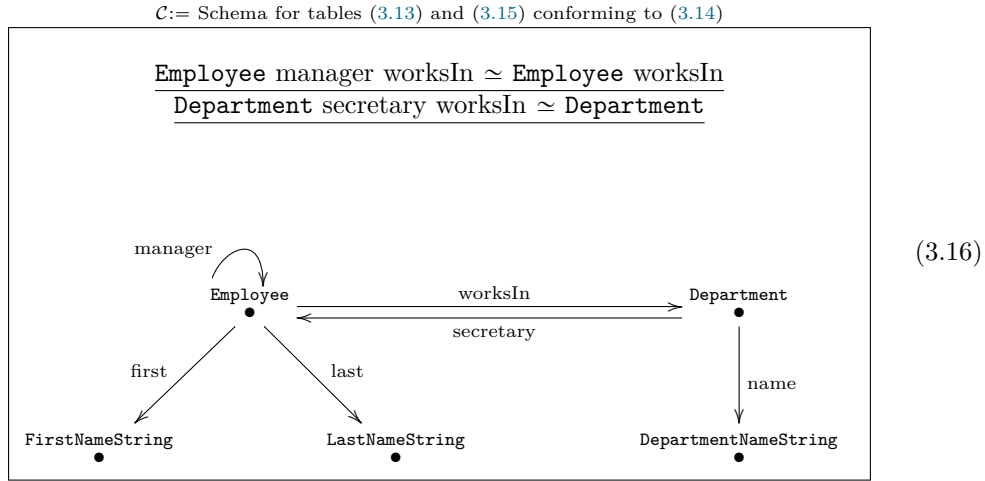 𝒞:= Schema for tables (3.13) and (3.15) conforming to (3.14)
Employee manager worksIn ≃ Employee worksIn
Department secretary worksIn ≃ Department
(3.16)
manager
Employee
worksIn
Department
secretary
first
last
name
FirstNameString
LastNameString
DepartmentNameString